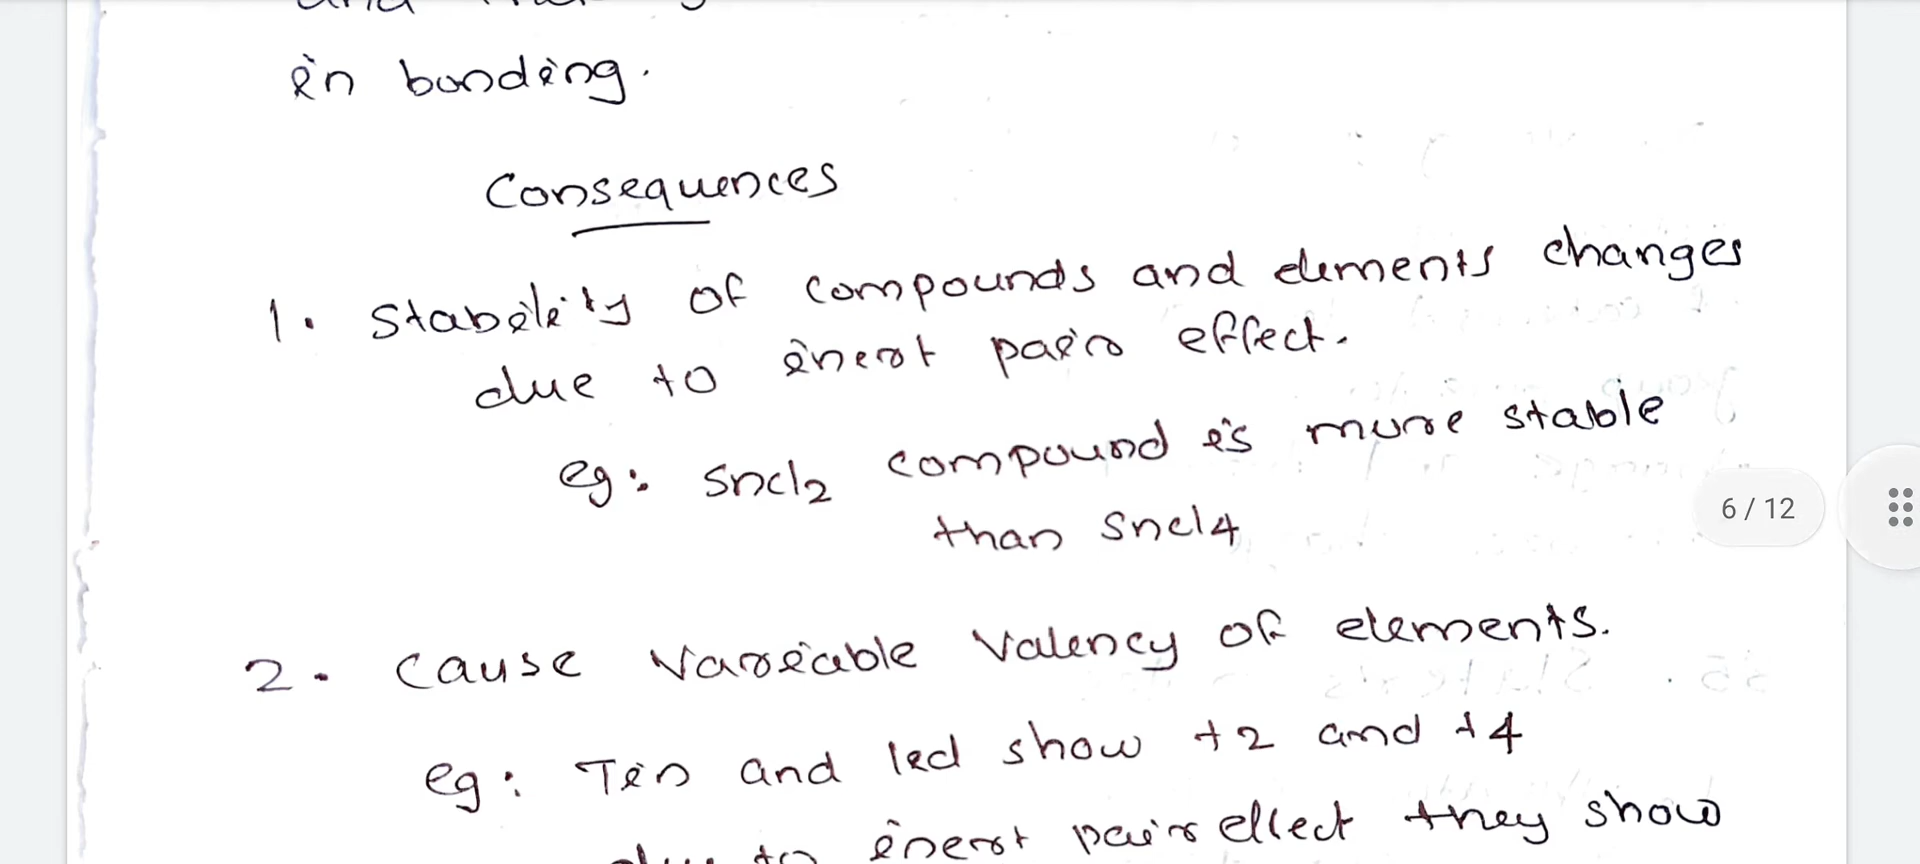 in bonding.
Consequences
1. Stability of compounds and elements changes
due to inert pair effect.
eg: Sncl2 compound is more stable
than Sncl4
6 / 12
2. Cause Variable Valency of elements.
eg: Tin and led show +2 and +4
due to inert pair effect they show